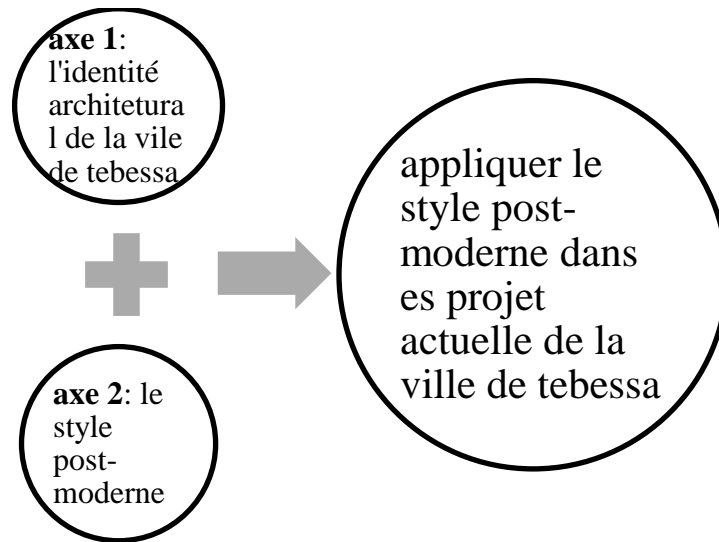 axe 1:
l'identité
architetura
l de la vile
de tebessa
axe 2: le
style
post-
moderne
appliquer le
style post-
moderne dans
es projet
actuelle de la
ville de tebessa